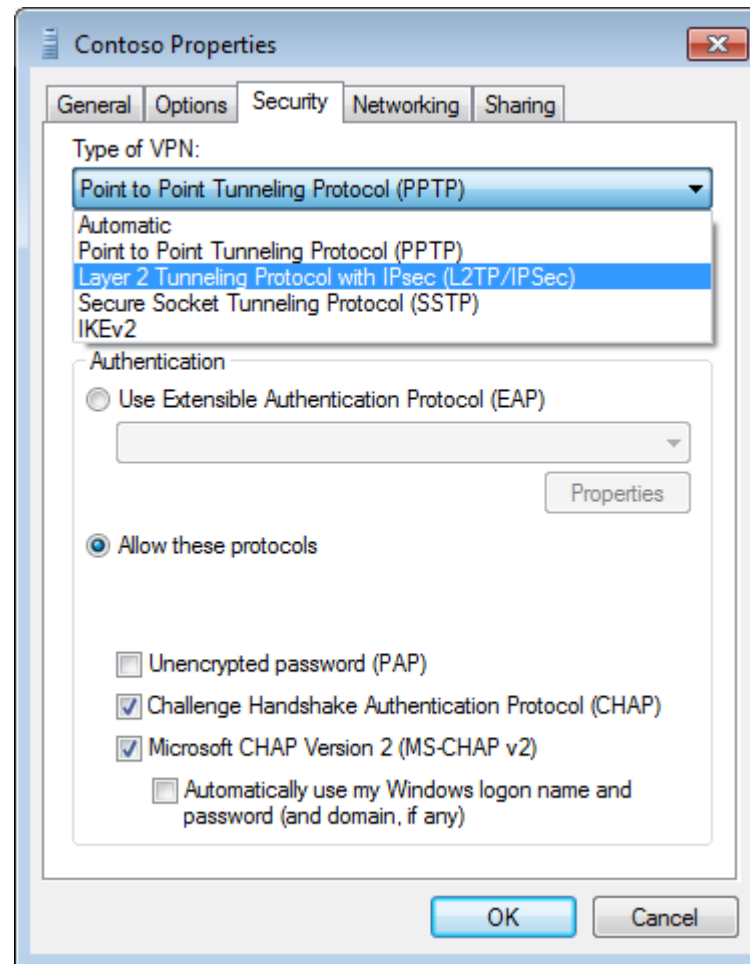 Contoso Properties
General Options Security Networking Sharing
Type of VPN:
Point to Point Tunneling Protocol (PPTP)
Automatic
Point to Point Tunneling Protocol (PPTP)
Layer 2 Tunneling Protocol with IPsec (L2TP/IPSec)
Secure Socket Tunneling Protocol (SSTP)
IKEv2
Authentication
Use Extensible Authentication Protocol (EAP)
Properties
Allow these protocols
Unencrypted password (PAP)
Challenge Handshake Authentication Protocol (CHAP)
Microsoft CHAP Version 2 (MS-CHAP v2)
Automatically use my Windows logon name and
password (and domain, if any)
OK Cancel